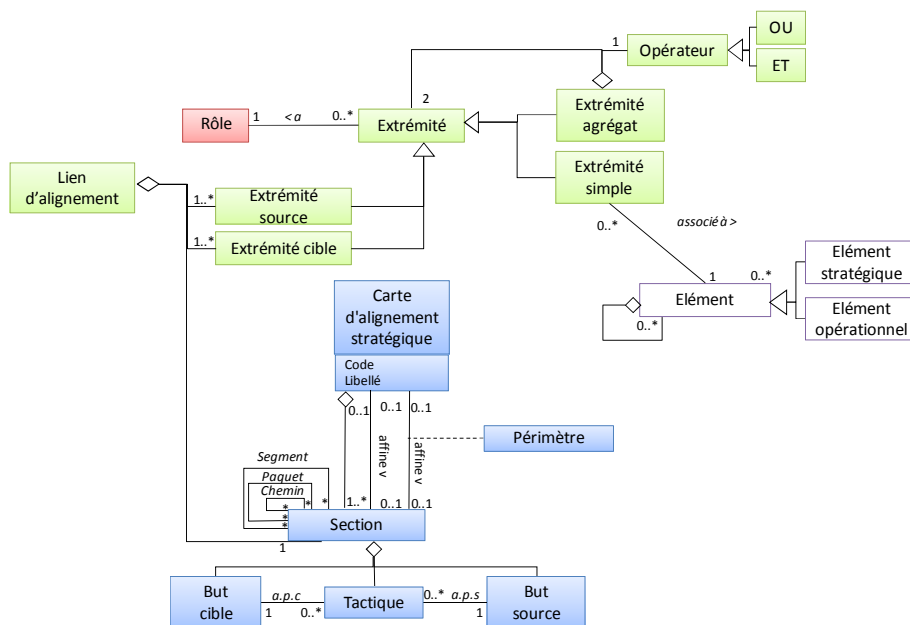 OU
1
Opérateur
ET
2
Extrémité
agrégat
Rôle
1
< a
0..*
Extrémité
Extrémité
simple
Lien
d'alignement
1..*
Extrémité
source
0..*
associé à >
1..*
Extrémité cible
Elément
stratégique
1
0..*
Elément
0..*
Elément
opérationnel
Carte
d'alignement
stratégique
Code
Libellé
0..1
0..1
0..1
affine v
affine v
Périmètre
Segment
Paquet
Chemin
*
*
*
*
*
*
1..*
0..1
0..1
Section
1
But
cible
a.p.c
1
0..*
Tactique
0..*
a.p.s
1
But
source